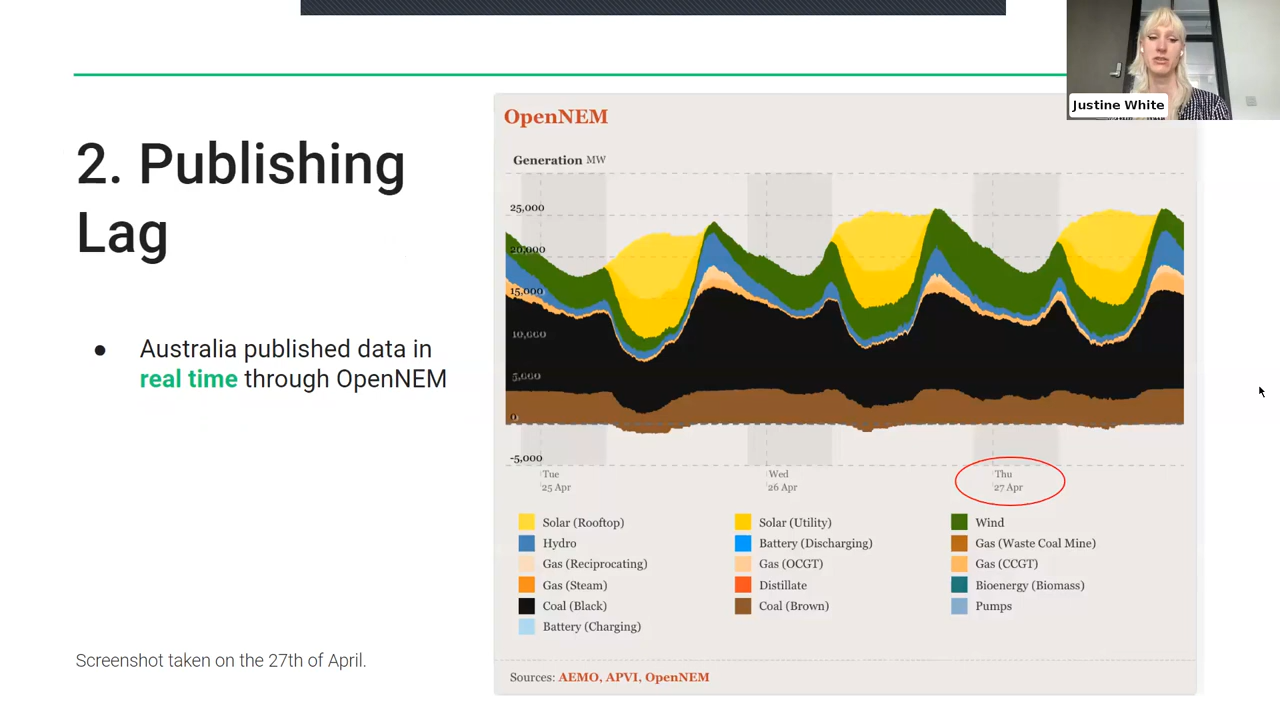 Justine White
2. Publishing
Lag
● Australia published data in
real time through OpenNEM
Screenshot taken on the 27th of April.
OpenNEM
Generation MW
25,000
20,000
15,000
10,000
5,000
0
-5,000
Tue
25 Apr
Wed
26 Apr
Thu
27 Apr
Solar (Rooftop)
Solar (Utility)
Wind
Hydro
Battery (Discharging)
Gas (Waste Coal Mine)
Gas (Reciprocating)
Gas (OCGT)
Gas (CCGT)
Gas (Steam)
Distillate
Bioenergy (Biomass)
Coal (Black)
Coal (Brown)
Pumps
Battery (Charging)
Sources: AEMO, APVI, OpenNEM